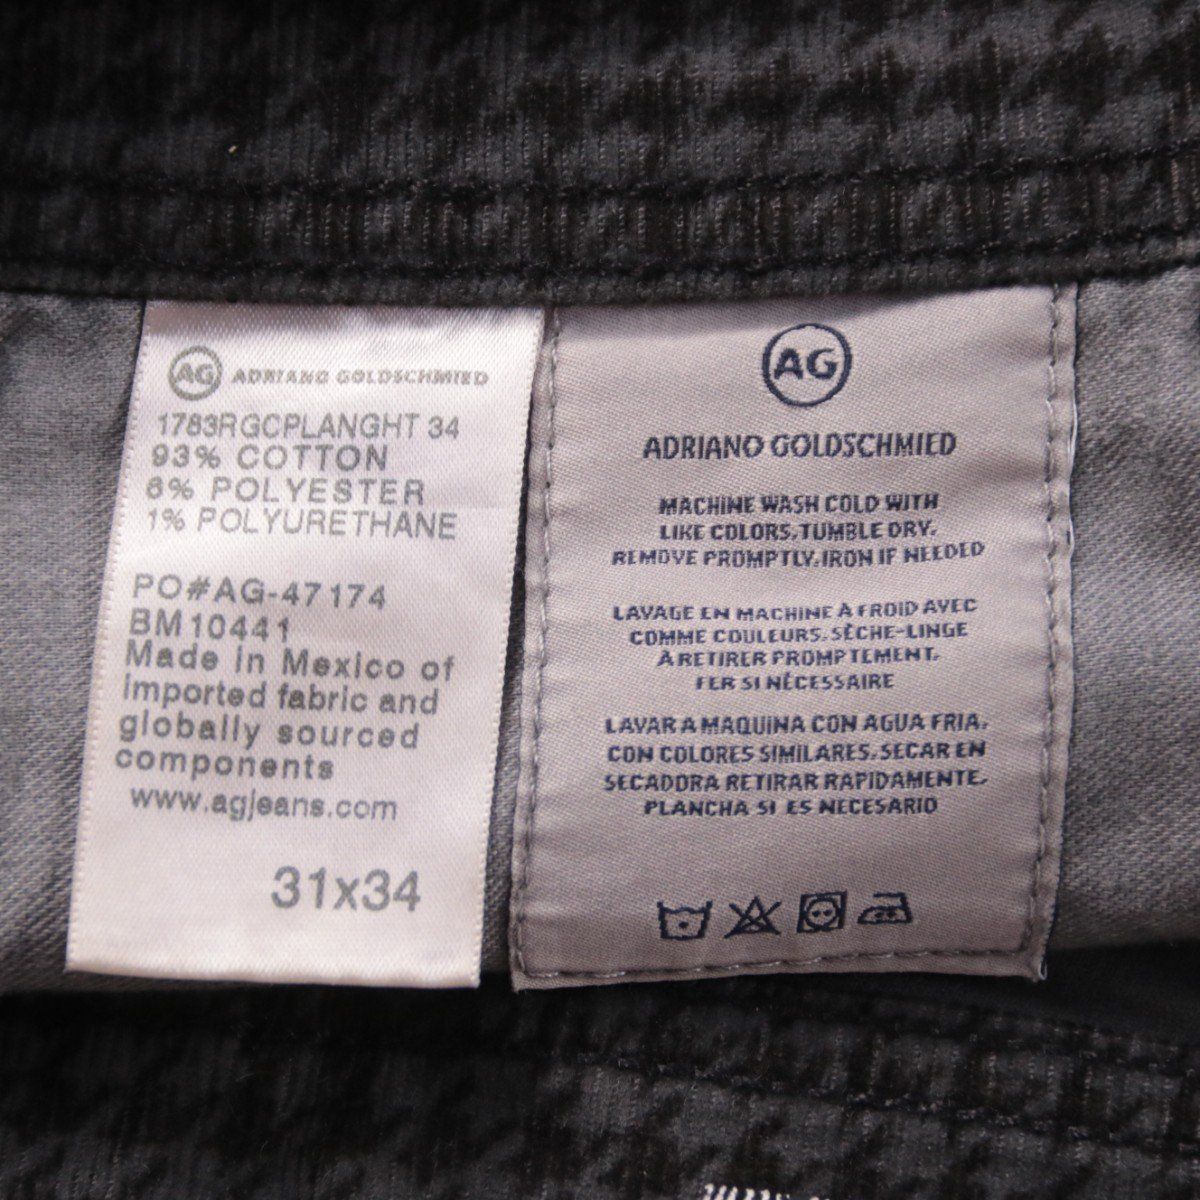 AG ADRIANO GOLDSCHMIED
1783RGCPLANGHT 34
93% COTTON
6% POLYESTER
1% POLYURETHANE
PO#AG-47174
BM10441
Made in Mexico of
imported fabric and
globally sourced
components
www.agjeans.com
31x34
AG
ADRIANO GOLDSCHMIED
MACHINE WASH COLD WITH
LIKE COLORS, TUMBLE DRY.
REMOVE PROMPTLY. IRON IF NEEDED
LAVAGE EN MACHINE À FROID AVEC
COMME COULEURS. SÈCHE-LINGE
À RETIRER PROMPTEMENT.
FER SI NÉCESSAIRE
LAVAR A MAQUINA CON AGUA FRIA.
CON COLORES SIMILARES. SECAR EN
SECADORA RETIRAR RAPIDAMENTE.
PLANCHA SI ES NECESARIO